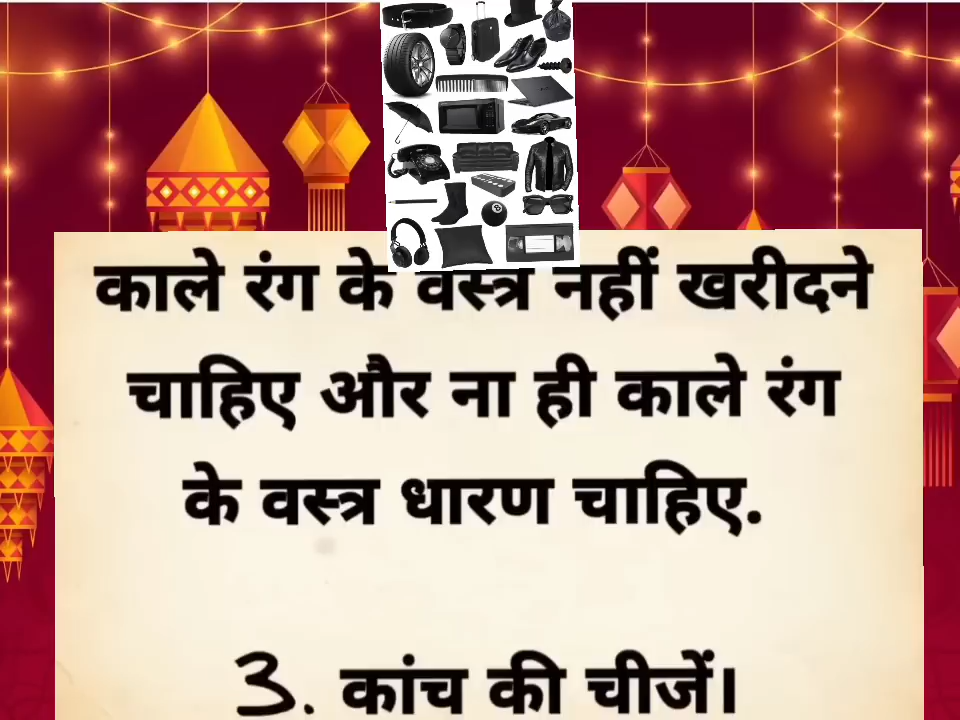 काले रंग के वस्त्र नहीं खरीदने
चाहिए और ना ही काले रंग
के वस्त्र धारण चाहिए.
3. कांच की चीजें।